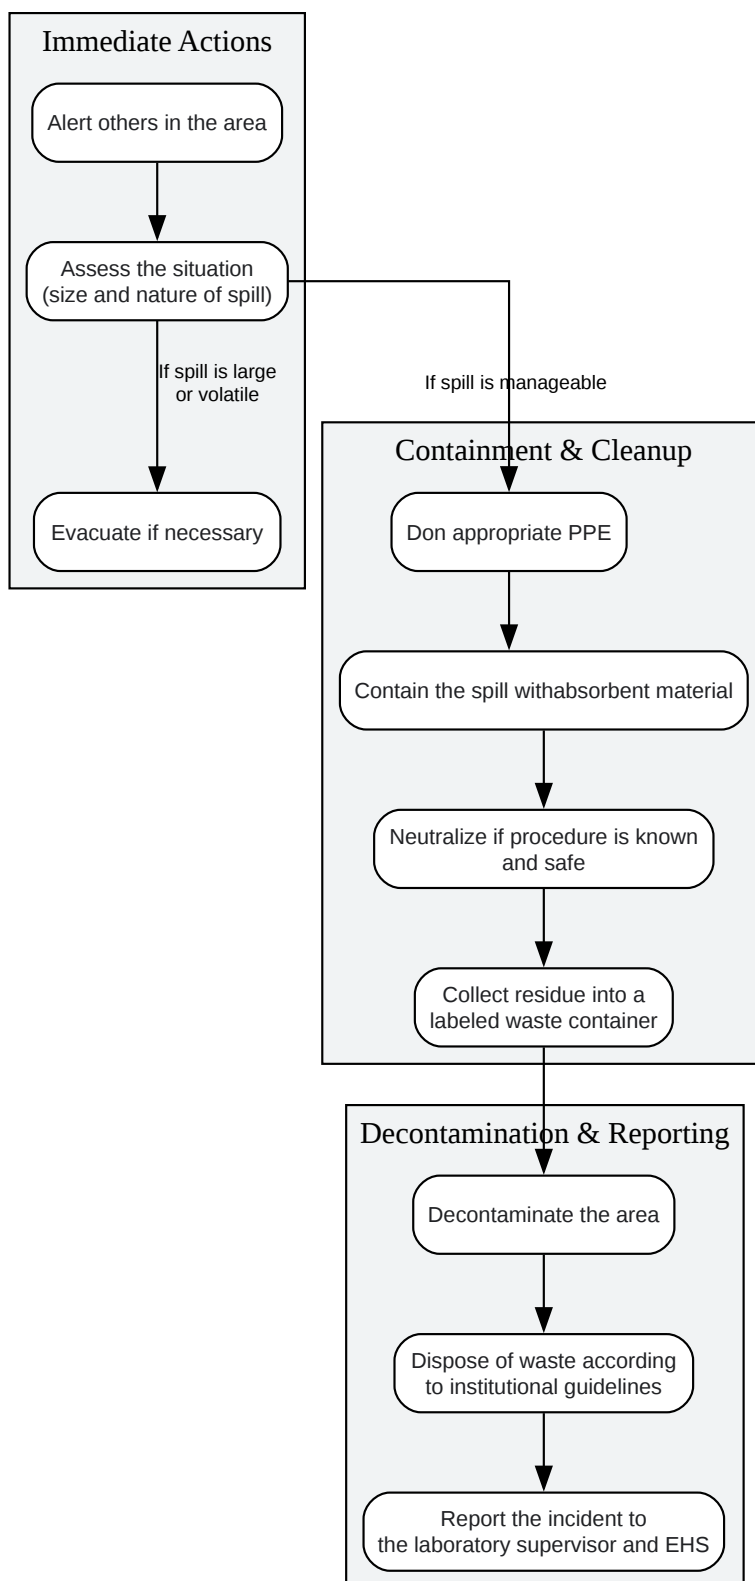 Immediate Actions
Alert others in the area
Assess the situation
(size and nature of spill)
If spill is large
or volatile
If spill is manageable
Evacuate if necessary
Containment & Cleanup
Don appropriate PPE
Contain the spill withabsorbent material
Neutralize if procedure is known
and safe
Collect residue into a
labeled waste container
Decontamination & Reporting
Decontaminate the area
Dispose of waste according
to institutional guidelines
Report the incident to
the laboratory supervisor and EHS